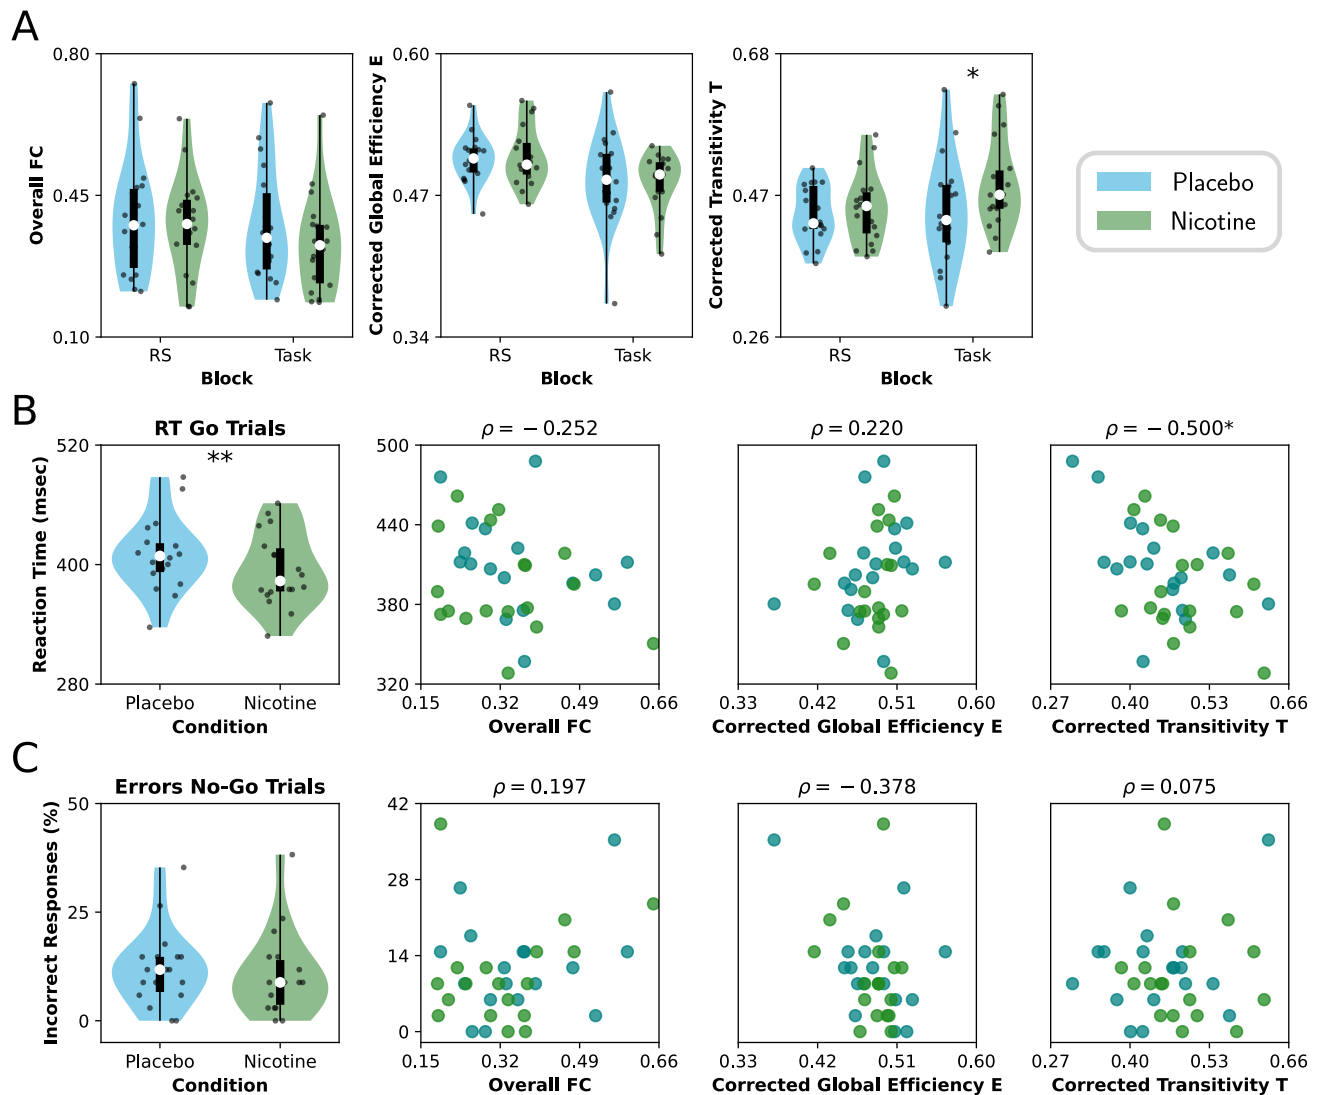 A
Overall FC
0.80
0.45
0.10
RS
Task
Block
Corrected Global Efficiency E
0.60
0.47
0.34
RS
Task
Block
Corrected Transitivity T
0.68
0.47
0.26
*
RS
Task
Block
Placebo
Nicotine
B
RT Go Trials
Reaction Time (msec)
520
400
280
**
Placebo
Nicotine
Condition
ρ = − 0.252
500
440
380
320
0.15
0.32
0.49
0.66
Overall FC
ρ = 0.220
0.33
0.42
0.51
0.60
Corrected Global Efficiency E
ρ = − 0.500*
0.27
0.40
0.53
0.66
Corrected Transitivity T
C
Errors No-Go Trials
Incorrect Responses (%)
50
25
0
Placebo
Nicotine
Condition
ρ = 0.197
42
28
14
0
0.15
0.32
0.49
0.66
Overall FC
ρ = − 0.378
0.33
0.42
0.51
0.60
Corrected Global Efficiency E
ρ = 0.075
0.27
0.40
0.53
0.66
Corrected Transitivity T